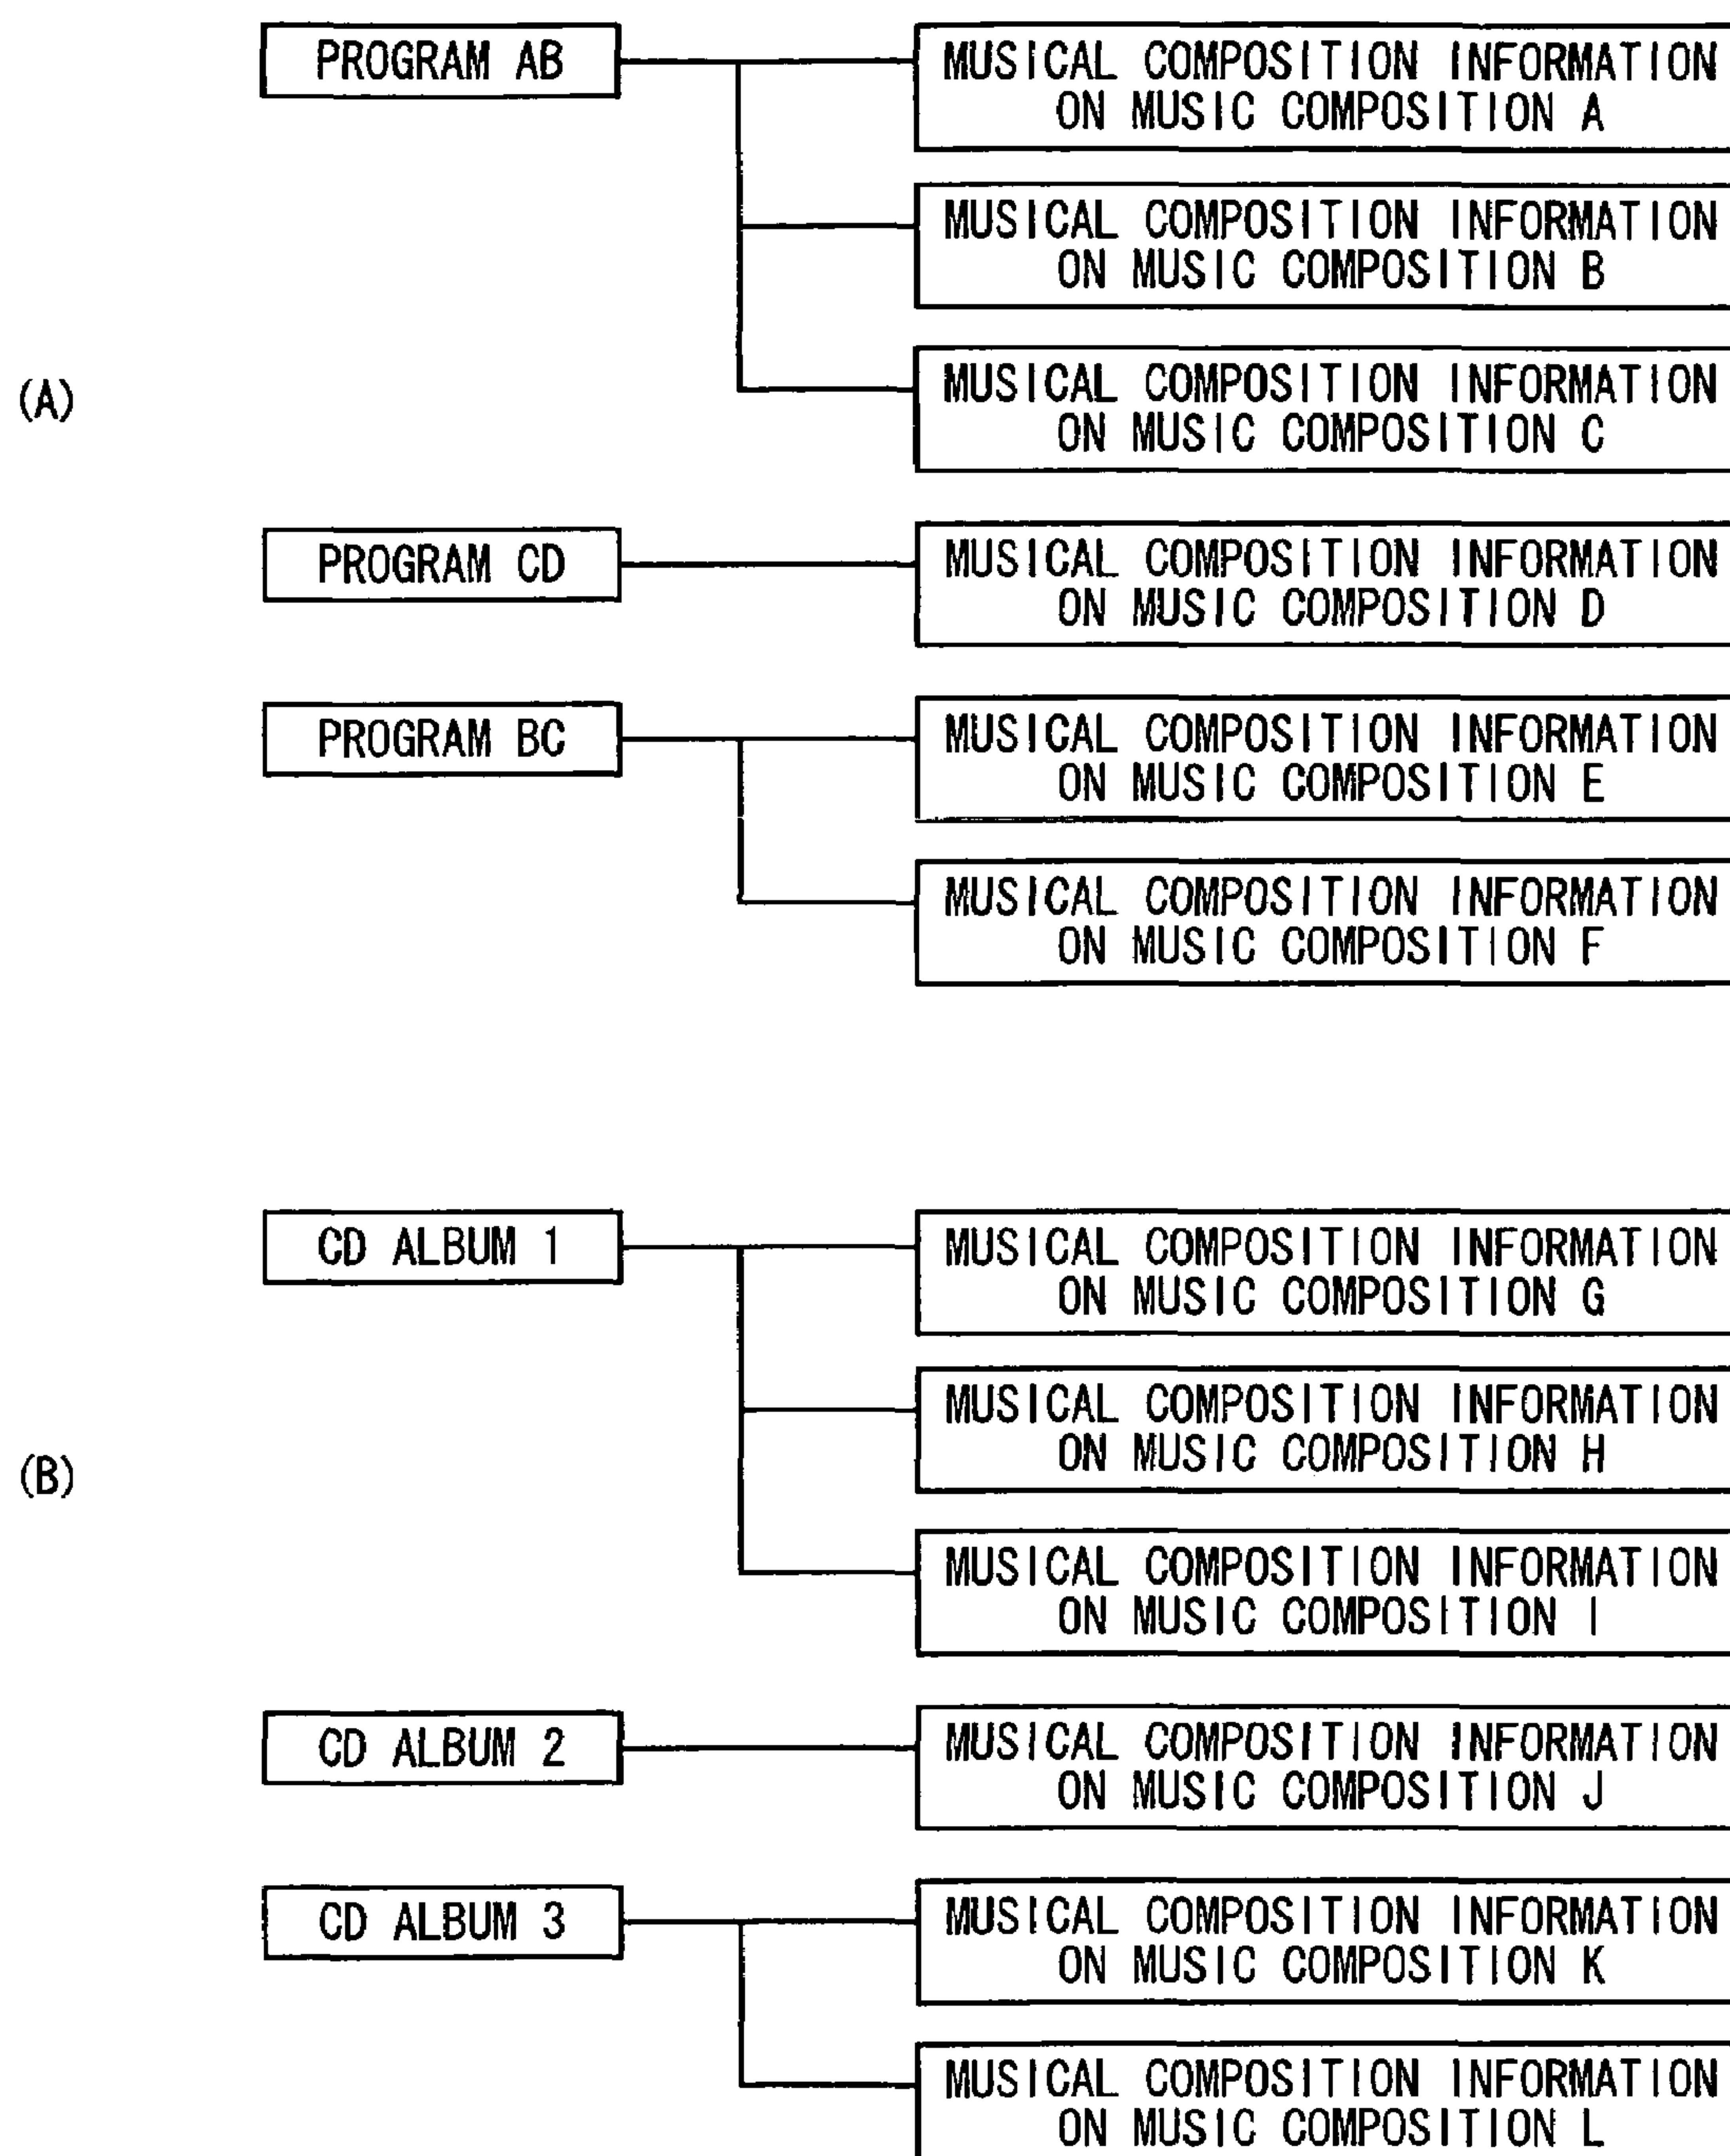 PROGRAM AB
MUSICAL COMPOSITION INFORMATION
ON MUSIC COMPOSITION A
MUSICAL COMPOSITION INFORMATION
ON MUSIC COMPOSITION B
(A)
MUSICAL COMPOSITION INFORMATION
ON MUSIC COMPOSITION C
PROGRAM CD
MUSICAL COMPOSITION INFORMATION
ON MUSIC COMPOSITION D
PROGRAM BC
MUSICAL COMPOSITION INFORMATION
ON MUSIC COMPOSITION E
MUSICAL COMPOSITION INFORMATION
ON MUSIC COMPOSITION F
CD ALBUM 1
MUSICAL COMPOSITION INFORMATION
ON MUSIC COMPOSITION G
MUSICAL COMPOSITION INFORMATION
ON MUSIC COMPOSITION H
(B)
MUSICAL COMPOSITION INFORMATION
ON MUSIC COMPOSITION I
CD ALBUM 2
MUSICAL COMPOSITION INFORMATION
ON MUSIC COMPOSITION J
CD ALBUM 3
MUSICAL COMPOSITION INFORMATION
ON MUSIC COMPOSITION K
MUSICAL COMPOSITION INFORMATION
ON MUSIC COMPOSITION L